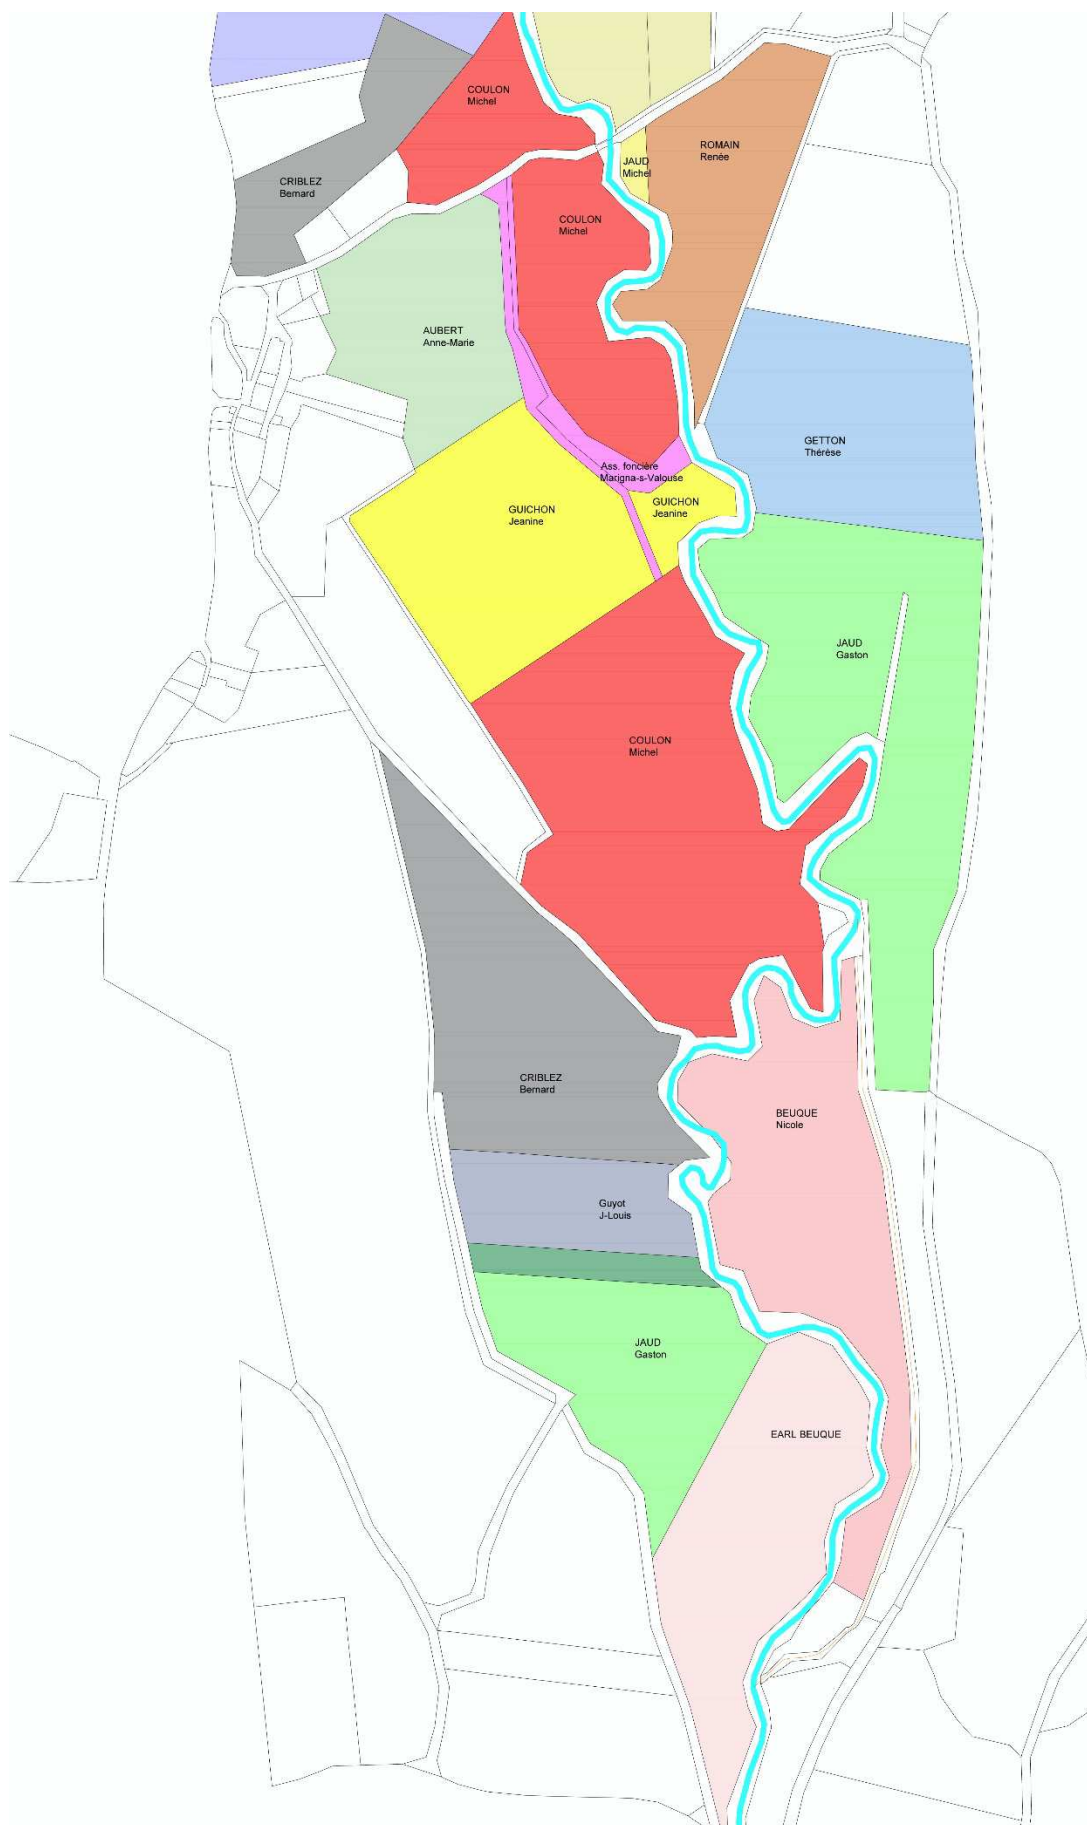 COULON
Michel
ROMAIN
Renée
JAUD
Michel
CRIBLEZ
Bernard
COULON
Michel
AUBERT
Anne-Marie
GETTON
Thérèse
Ass. foncière
Marigna-s-Valouse
GUICHON
Jeanine
GUICHON
Jeanine
JAUD
Gaston
COULON
Michel
CRIBLEZ
Bernard
BEUQUE
Nicole
Guyot
J-Louis
JAUD
Gaston
EARL BEUQUE